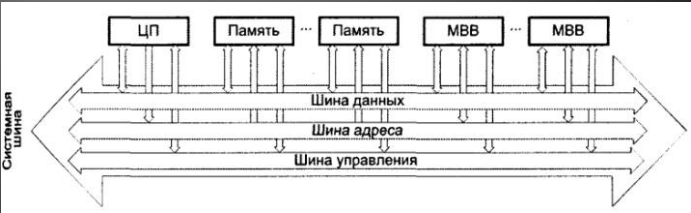 ЦП
Память
...
Память
МВВ
...
МВВ
Системная
шина
Шина данных
Шина адреса
Шина управления